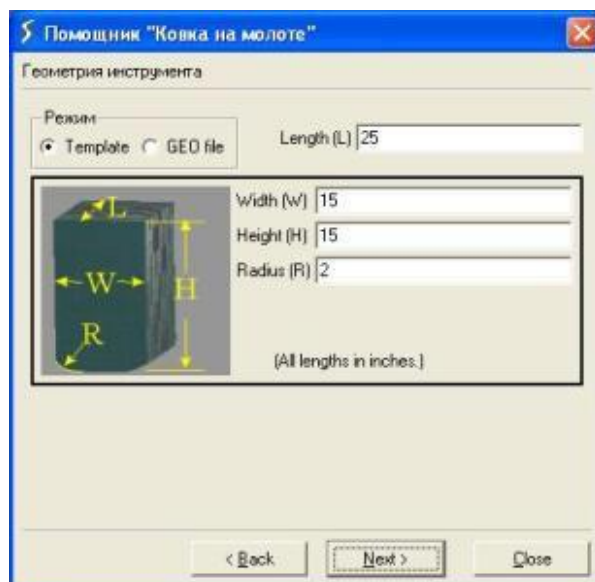 Помощник "Ковка на молоте"
Геометрия инструмента
Режим
Template GEO file
Length (L) 25
L
W
H
R
Width (W) 15
Height (H) 15
Radius (R) 2
(All lengths in inches.)
< Back Next > Close